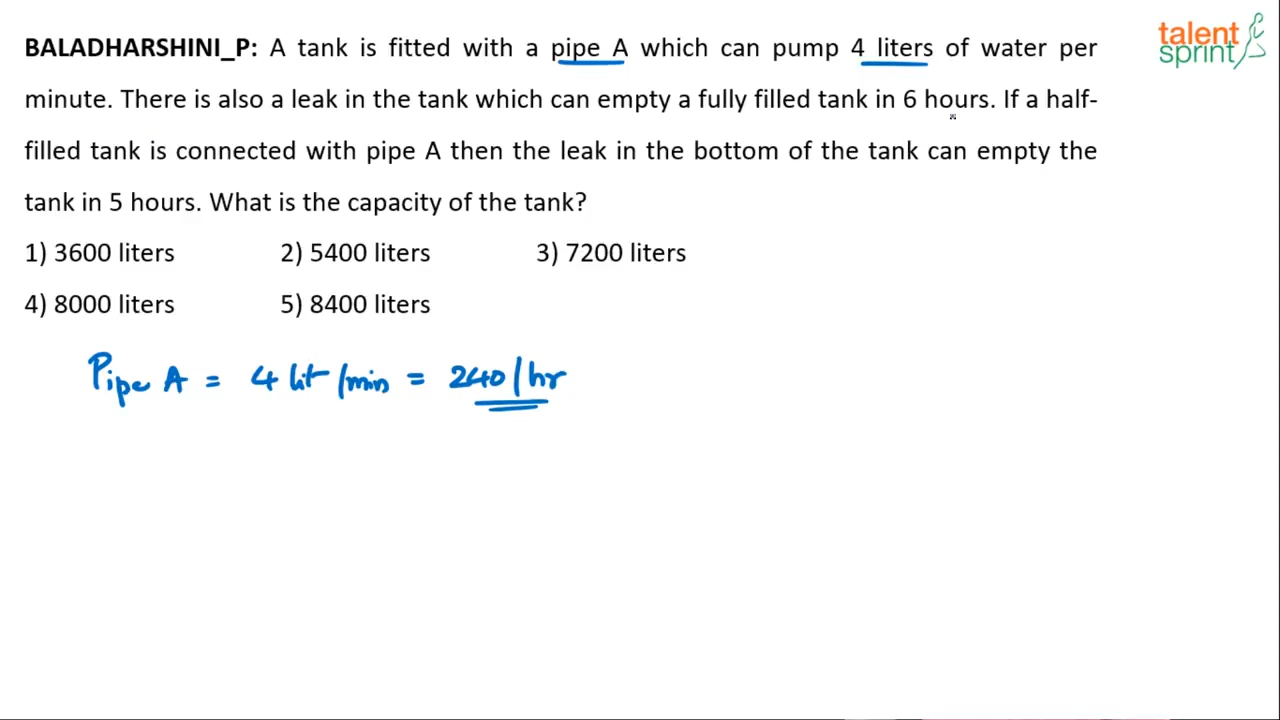 BALADHARSHINI_P: A tank is fitted with a pipe A which can pump 4 liters of water per
talent
sprint
minute. There is also a leak in the tank which can empty a fully filled tank in 6 hours. If a half-
filled tank is connected with pipe A then the leak in the bottom of the tank can empty the
tank in 5 hours. What is the capacity of the tank?
1) 3600 liters 2) 5400 liters 3) 7200 liters
4) 8000 liters 5) 8400 liters
Pipe A = 4 lit /min = 240/hr